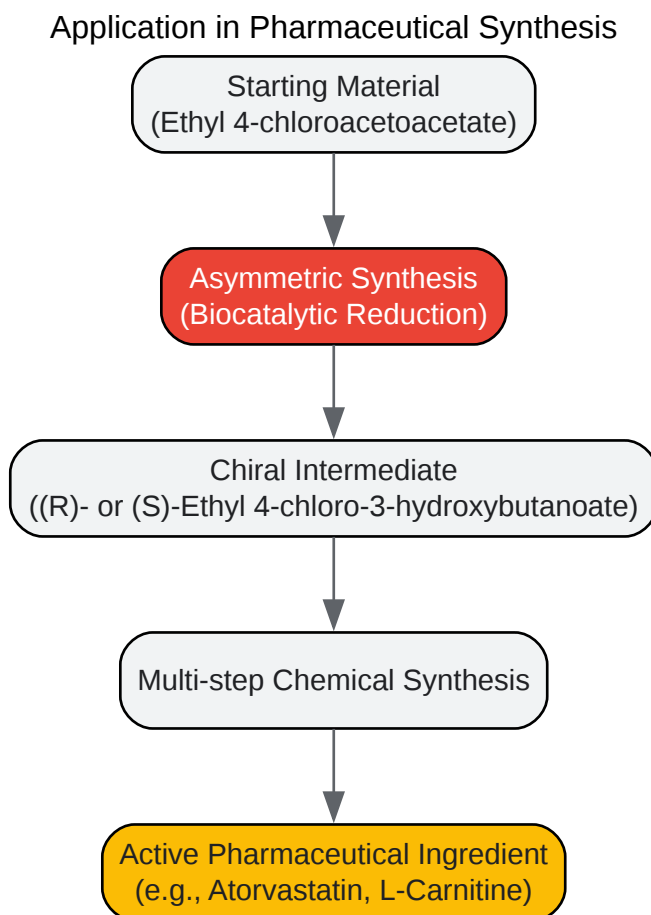 Application in Pharmaceutical Synthesis
Starting Material
(Ethyl 4-chloroacetoacetate)
Asymmetric Synthesis
(Biocatalytic Reduction)
Chiral Intermediate
((R)- or (S)-Ethyl 4-chloro-3-hydroxybutanoate)
Multi-step Chemical Synthesis
Active Pharmaceutical Ingredient
(e.g., Atorvastatin, L-Carnitine)